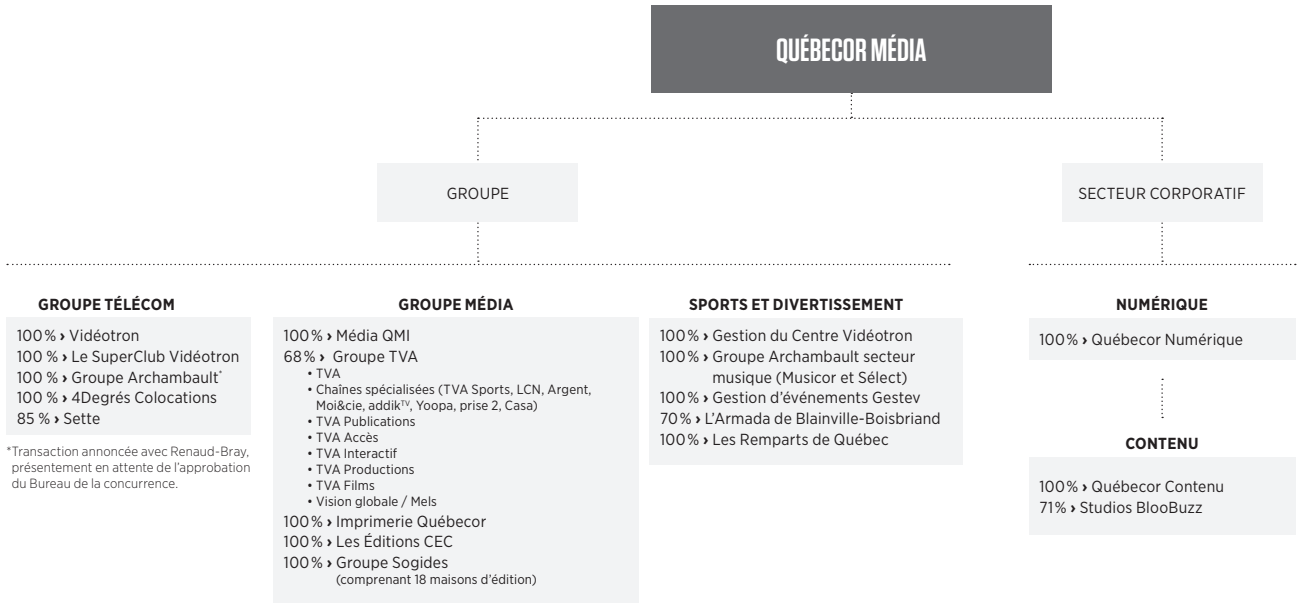 QUÉBECOR MÉDIA
GROUPE
SECTEUR CORPORATIF
GROUPE TÉLÉCOM
100 % › Vidéotron
100 % › Le SuperClub Vidéotron
100 % › Groupe Archambault*
100 % › 4Degrés Colocations
85 % › Sette
*Transaction annoncée avec Renaud-Bray,
présentement en attente de l'approbation
du Bureau de la concurrence.
GROUPE MÉDIA
100 % › Média QMI
68 % › Groupe TVA
• TVA
• Chaînes spécialisées (TVA Sports, LCN, Argent,
Moi&cie, addikTV, Yoopa, prise 2, Casa)
• TVA Publications
• TVA Accès
• TVA Interactif
• TVA Productions
• TVA Films
• Vision globale / Mels
100 % › Imprimerie Québecor
100 % › Les Éditions CEC
100 % › Groupe Sogides
(comprenant 18 maisons d'édition)
SPORTS ET DIVERTISSEMENT
100 % › Gestion du Centre Vidéotron
100 % › Groupe Archambault secteur
musique (Musicor et Sélect)
100 % › Gestion d'événements Gestev
70 % › L'Armada de Blainville-Boisbriand
100 % › Les Remparts de Québec
NUMÉRIQUE
100 % › Québecor Numérique
CONTENU
100 % › Québecor Contenu
71% › Studios BlooBuzz